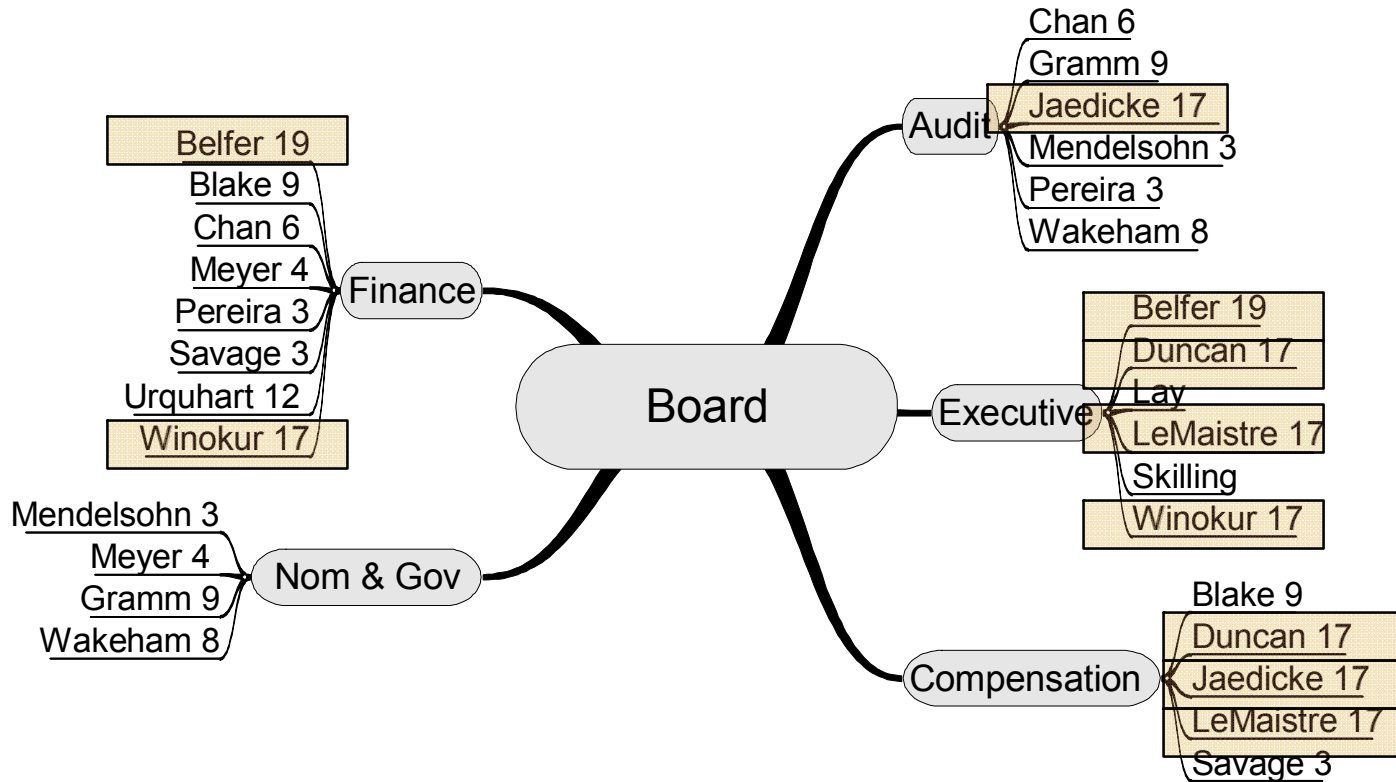 Board
Audit
Chan 6
Gramm 9
Jaedicke 17
Mendelsohn 3
Pereira 3
Wakeham 8
Executive
Belfer 19
Duncan 17
Lay
LeMaistre 17
Skilling
Winokur 17
Compensation
Blake 9
Duncan 17
Jaedicke 17
LeMaistre 17
Savage 3
Finance
Belfer 19
Blake 9
Chan 6
Meyer 4
Pereira 3
Savage 3
Urquhart 12
Winokur 17
Nom & Gov
Mendelsohn 3
Meyer 4
Gramm 9
Wakeham 8